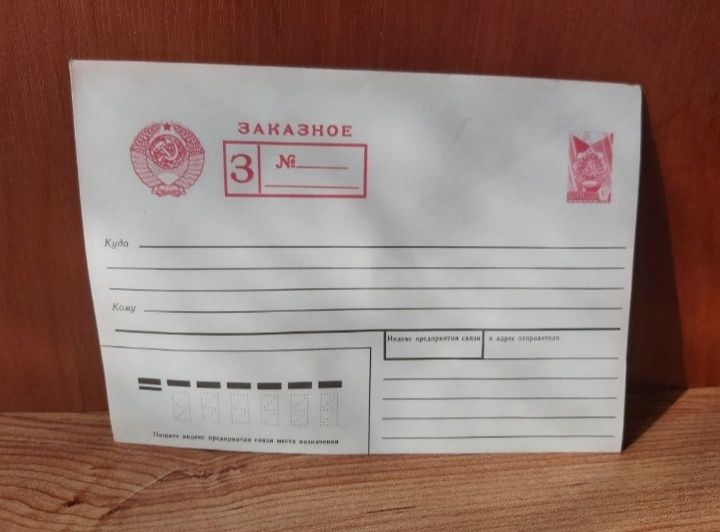 ЗАКАЗНОЕ
З №
Куда
Кому
Индекс предприятия связи и адрес отправителя
Пишите индекс предприятия связи места назначения